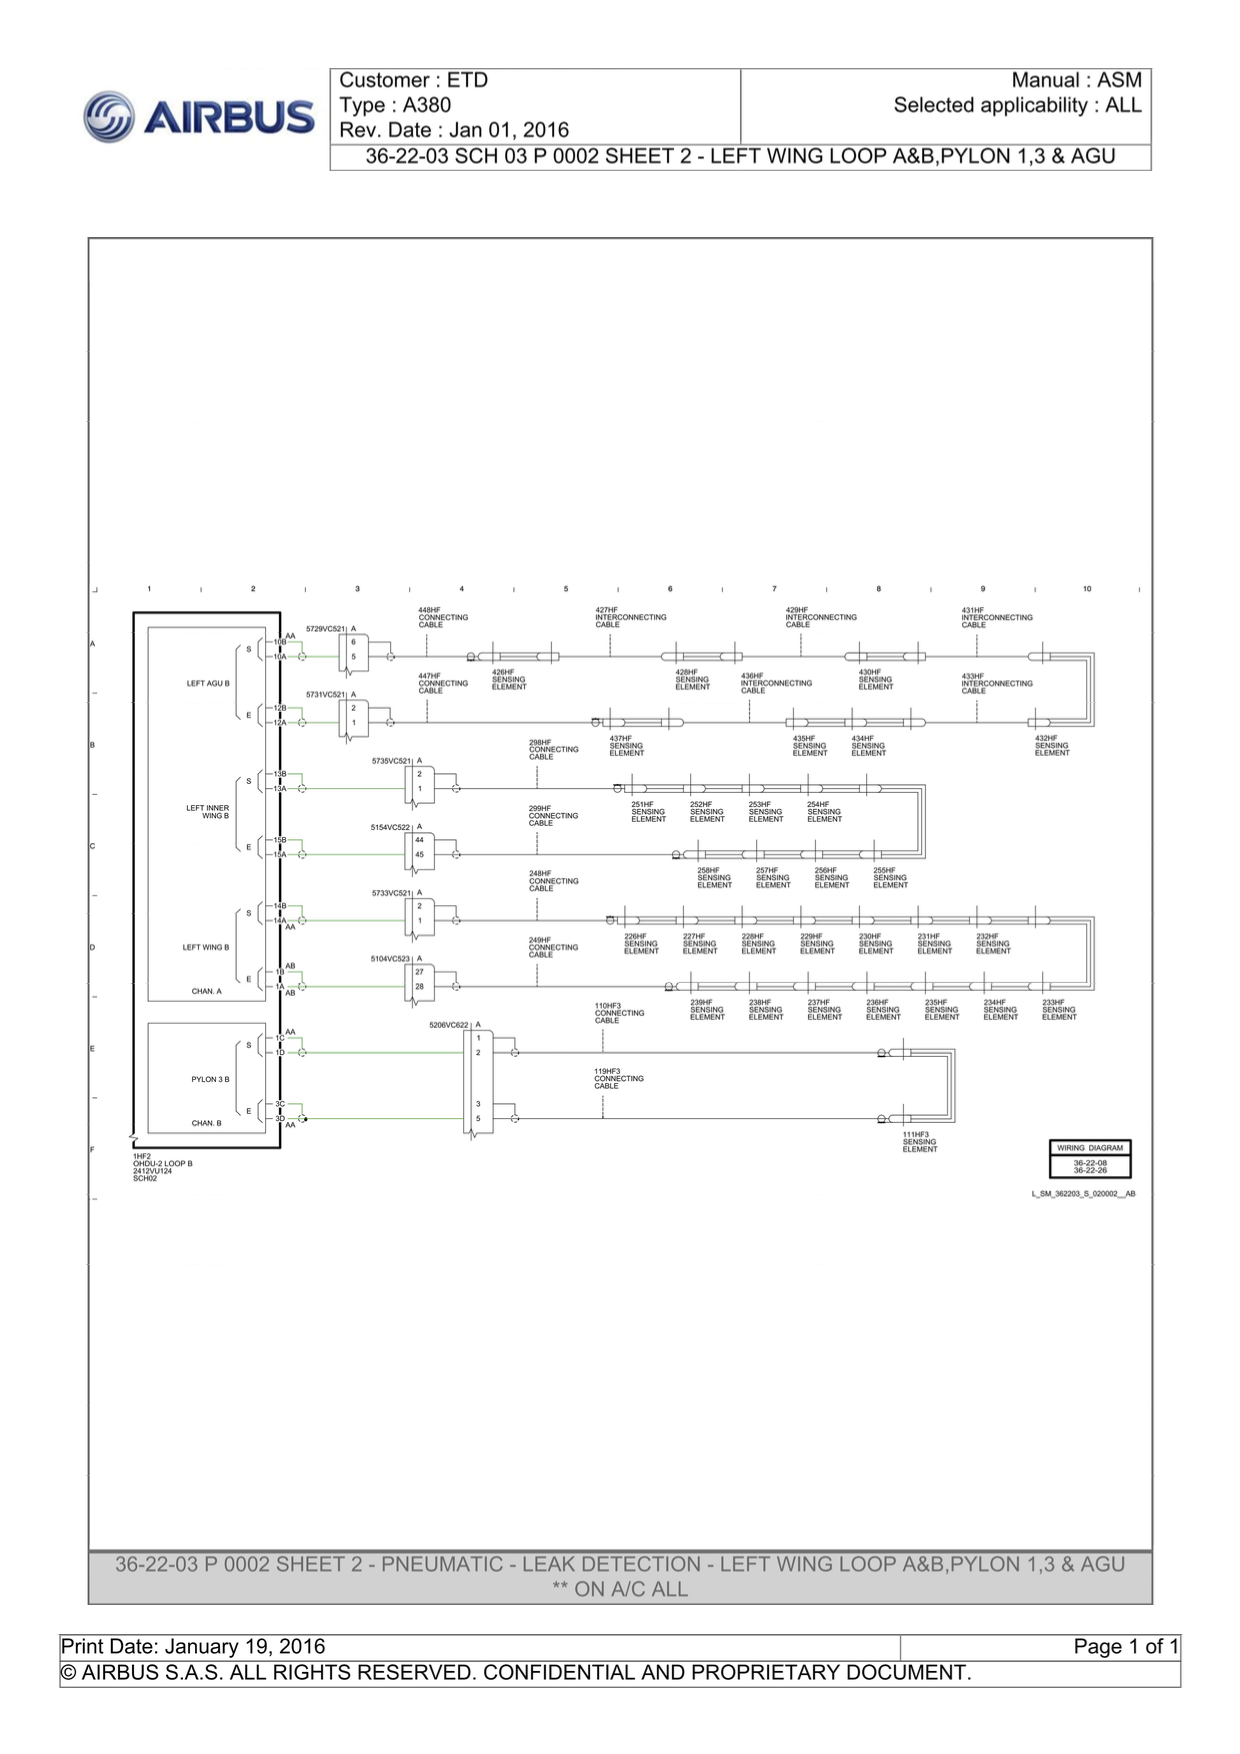 AIRBUS
Customer : ETD
Type : A380
Rev. Date : Jan 01, 2016
Manual : ASM
Selected applicability : ALL
36-22-03 SCH 03 P 0002 SHEET 2 - LEFT WING LOOP A&B,PYLON 1,3 & AGU
1 2 3 4 5 6 7 8 9 10
A
B
C
D
E
F
448HF
CONNECTING
CABLE
427HF
INTERCONNECTING
CABLE
429HF
INTERCONNECTING
CABLE
431HF
INTERCONNECTING
CABLE
5729VC521 A
6
5
AA
10B
10A
S
LEFT AGU B
E
12B
12A
426HF
SENSING
ELEMENT
428HF
SENSING
ELEMENT
430HF
SENSING
ELEMENT
447HF
CONNECTING
CABLE
436HF
INTERCONNECTING
CABLE
433HF
INTERCONNECTING
CABLE
5731VC521 A
2
1
437HF
SENSING
ELEMENT
435HF
SENSING
ELEMENT
434HF
SENSING
ELEMENT
432HF
SENSING
ELEMENT
298HF
CONNECTING
CABLE
5735VC521 A
2
1
13B
13A
S
LEFT INNER
WING B
E
15B
15A
251HF
SENSING
ELEMENT
252HF
SENSING
ELEMENT
253HF
SENSING
ELEMENT
254HF
SENSING
ELEMENT
299HF
CONNECTING
CABLE
5154VC522 A
44
45
258HF
SENSING
ELEMENT
257HF
SENSING
ELEMENT
256HF
SENSING
ELEMENT
255HF
SENSING
ELEMENT
248HF
CONNECTING
CABLE
5733VC521 A
2
1
14B
14A
AA
S
LEFT WING B
E
AB
1B
1A
AB
CHAN. A
226HF
SENSING
ELEMENT
227HF
SENSING
ELEMENT
228HF
SENSING
ELEMENT
229HF
SENSING
ELEMENT
230HF
SENSING
ELEMENT
231HF
SENSING
ELEMENT
232HF
SENSING
ELEMENT
249HF
CONNECTING
CABLE
5104VC523 A
27
28
239HF
SENSING
ELEMENT
238HF
SENSING
ELEMENT
237HF
SENSING
ELEMENT
236HF
SENSING
ELEMENT
235HF
SENSING
ELEMENT
234HF
SENSING
ELEMENT
233HF
SENSING
ELEMENT
110HF3
CONNECTING
CABLE
5206VC622 A
1
2
3
5
AA
1C
1D
S
PYLON 3 B
E
3C
3D
AA
CHAN. B
119HF3
CONNECTING
CABLE
111HF3
SENSING
ELEMENT
1HF2
OHDU-2 LOOP B
2412VU124
SCH02
WIRING DIAGRAM
36-22-08
36-22-26
L_SM_362203_S_020002__AB
36-22-03 P 0002 SHEET 2 - PNEUMATIC - LEAK DETECTION - LEFT WING LOOP A&B,PYLON 1,3 & AGU
** ON A/C ALL
Print Date: January 19, 2016
Page 1 of 1
© AIRBUS S.A.S. ALL RIGHTS RESERVED. CONFIDENTIAL AND PROPRIETARY DOCUMENT.